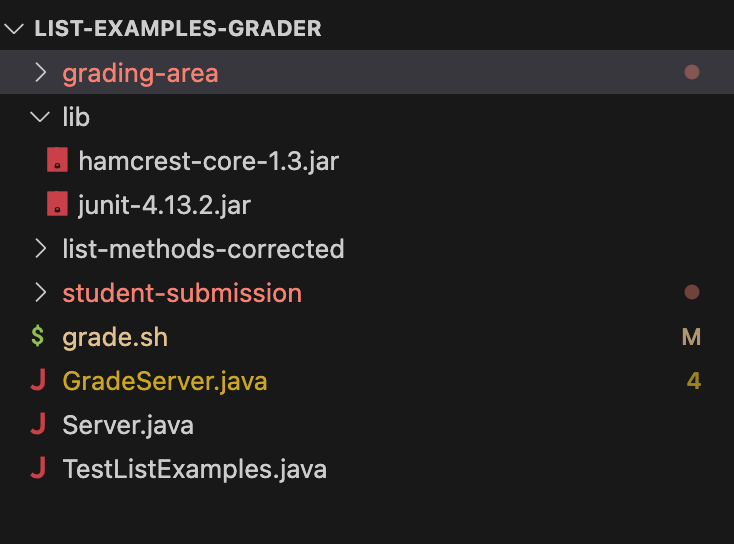 LIST-EXAMPLES-GRADER
grading-area
lib
hamcrest-core-1.3.jar
junit-4.13.2.jar
list-methods-corrected
student-submission
$ grade.sh M
J GradeServer.java 4
J Server.java
J TestListExamples.java